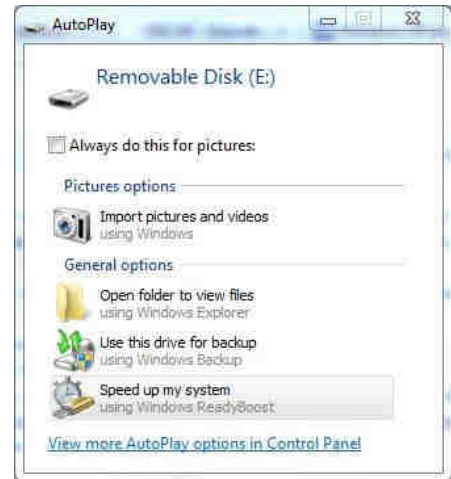 AutoPlay
Removable Disk (E:)
Always do this for pictures:
Pictures options
Import pictures and videos
using Windows
General options
Open folder to view files
using Windows Explorer
Use this drive for backup
using Windows Backup
Speed up my system
using Windows ReadyBoost
View more AutoPlay options in Control Panel